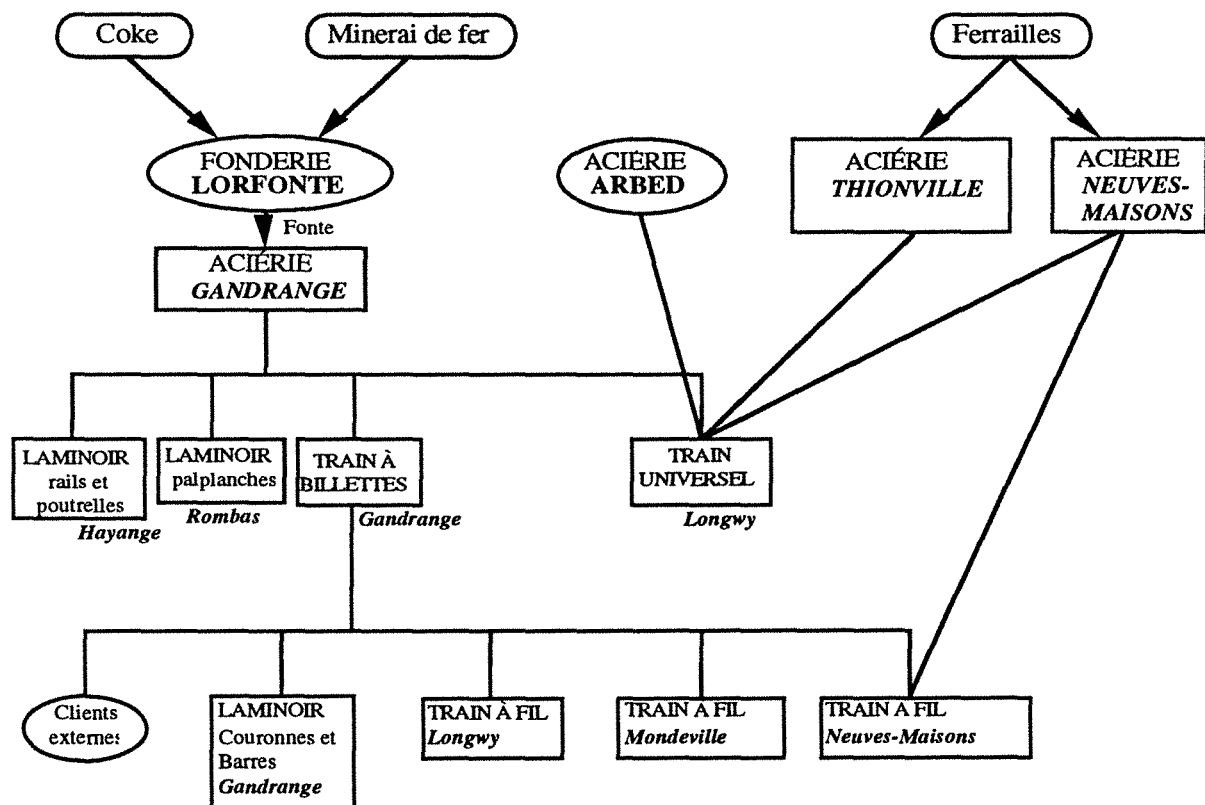 Coke
Minerai de fer
Ferrailles
FONDERIE
LORFONTE
ACIÉRIE
ARBED
ACIÉRIE
THIONVILLE
ACIÉRIE
NEUVES-
MAISONS
Fonte
ACIÉRIE
GANDRANGE
LAMINOIR
rails et
poutrelles
Hayange
LAMINOIR
palplanches
Rombas
TRAIN À
BILLETTES
Gandrange
TRAIN
UNIVERSEL
Longwy
Clients
externes
LAMINOIR
Couronnes et
Barres
Gandrange
TRAIN À FIL
Longwy
TRAIN A FIL
Mondeville
TRAIN A FIL
Neuves-Maisons